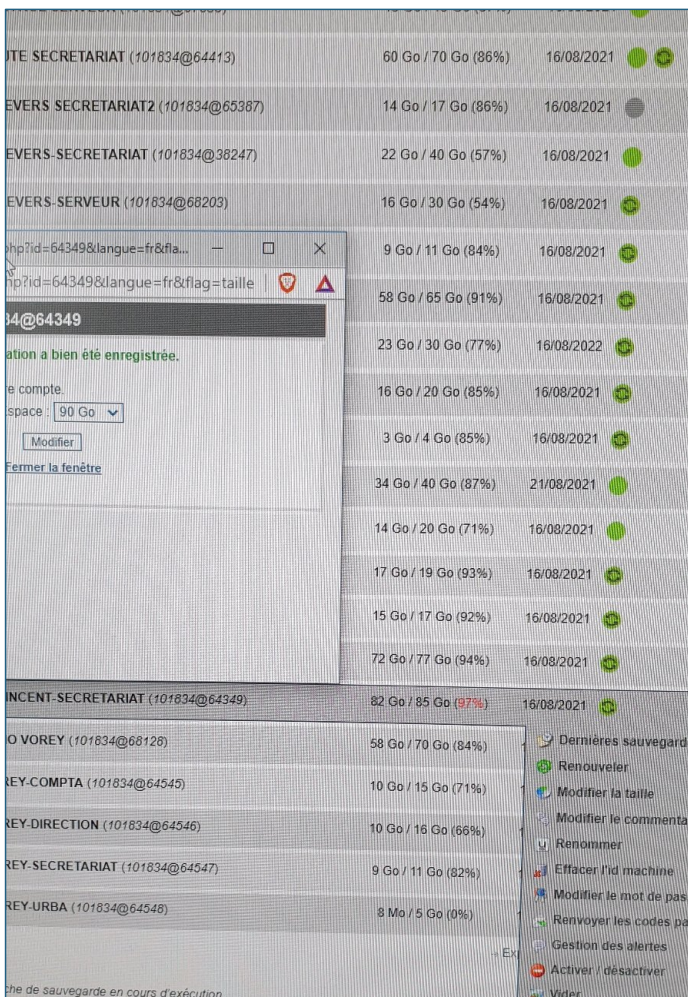 UTE SECRETARIAT (101834@64413) 60 Go / 70 Go (86%) 16/08/2021
EVERS SECRETARIAT2 (101834@65387) 14 Go / 17 Go (86%) 16/08/2021
EVERS-SECRETARIAT (101834@38247) 22 Go / 40 Go (57%) 16/08/2021
EVERS-SERVEUR (101834@68203) 16 Go / 30 Go (54%) 16/08/2021
hp?id=64349&langue=fr&fla...
9 Go / 11 Go (84%) 16/08/2021
hp?id=64349&langue=fr&flag=taille
58 Go / 65 Go (91%) 16/08/2021
34@64349
23 Go / 30 Go (77%) 16/08/2022
ation a bien été enregistrée.
e compte.
16 Go / 20 Go (85%) 16/08/2021
space : 90 Go
Modifier
3 Go / 4 Go (85%) 16/08/2021
Fermer la fenêtre
34 Go / 40 Go (87%) 21/08/2021
14 Go / 20 Go (71%) 16/08/2021
17 Go / 19 Go (93%) 16/08/2021
15 Go / 17 Go (92%) 16/08/2021
72 Go / 77 Go (94%) 16/08/2021
INCENT-SECRETARIAT (101834@64349) 82 Go / 85 Go (97%) 16/08/2021
O VOREY (101834@68128) 58 Go / 70 Go (84%)
REY-COMPTA (101834@64545) 10 Go / 15 Go (71%)
REY-DIRECTION (101834@64546) 10 Go / 16 Go (66%)
REY-SECRETARIAT (101834@64547) 9 Go / 11 Go (82%)
REY-URBA (101834@64548) 8 Mo / 5 Go (0%)
Ex
che de sauvegarde en cours d'exécution
Dernières sauvegard
Renouveler
Modifier la taille
Modifier le commenta
Renommer
Effacer l'id machine
Modifier le mot de pas
Renvoyer les codes pa
Gestion des alertes
Activer / désactiver
Vider